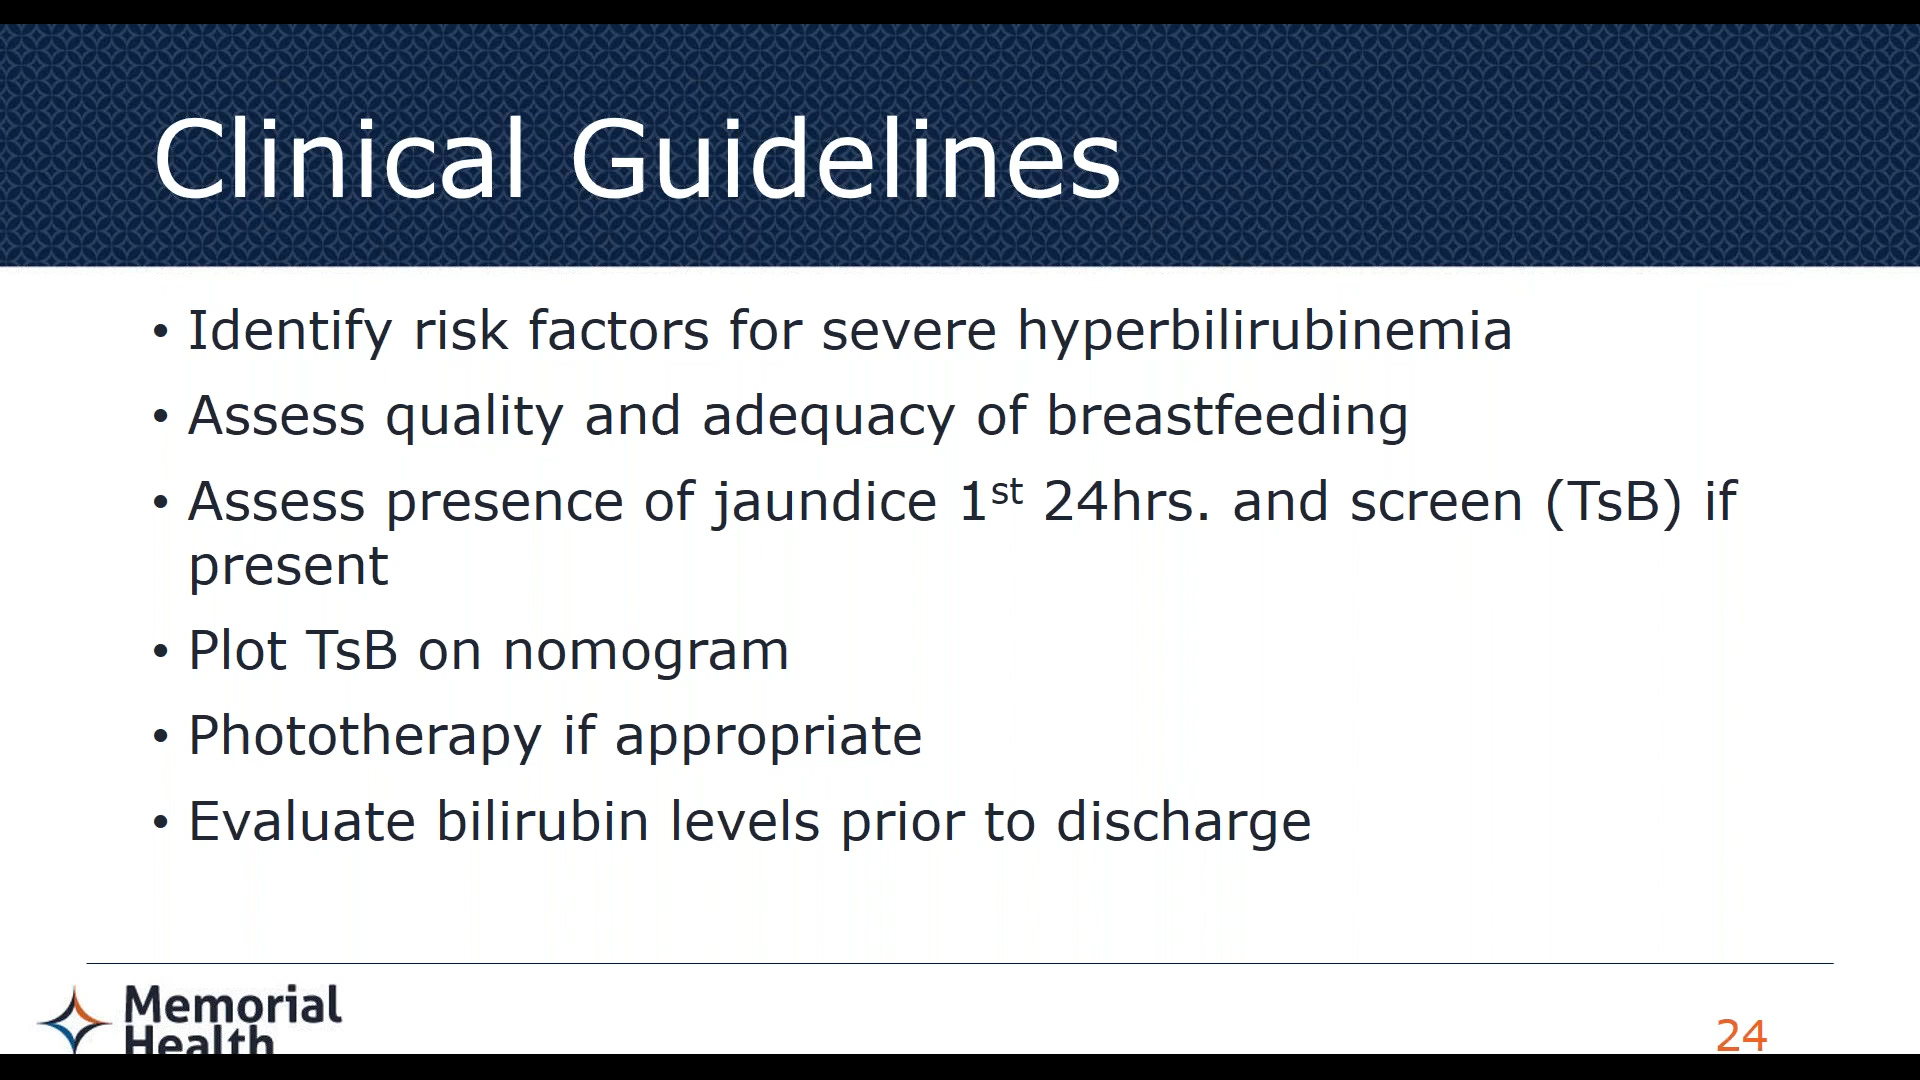 Clinical Guidelines
• Identify risk factors for severe hyperbilirubinemia
• Assess quality and adequacy of breastfeeding
• Assess presence of jaundice 1st 24hrs. and screen (TsB) if
present
• Plot TsB on nomogram
• Phototherapy if appropriate
• Evaluate bilirubin levels prior to discharge
Memorial
Health
24